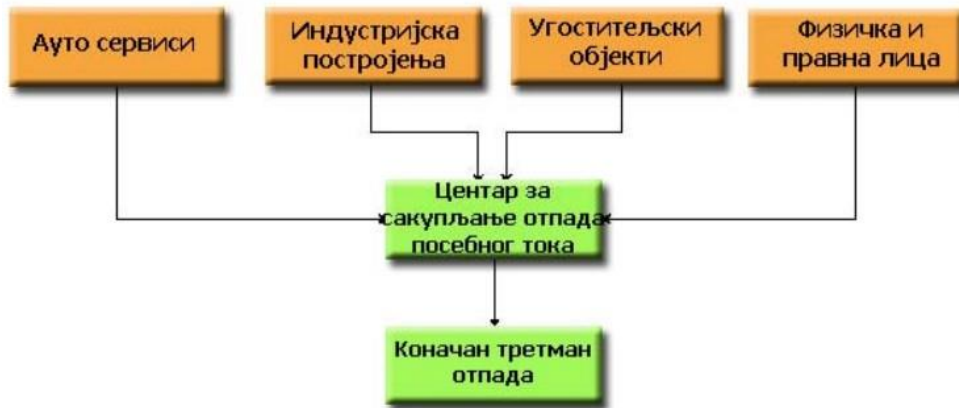 Ауто сервиси
Индустријска
постројења
Угоститељски
објекти
Физичка и
правна лица
Центар за
сакупљање отпада
посебног тока
Коначан третман
отпада